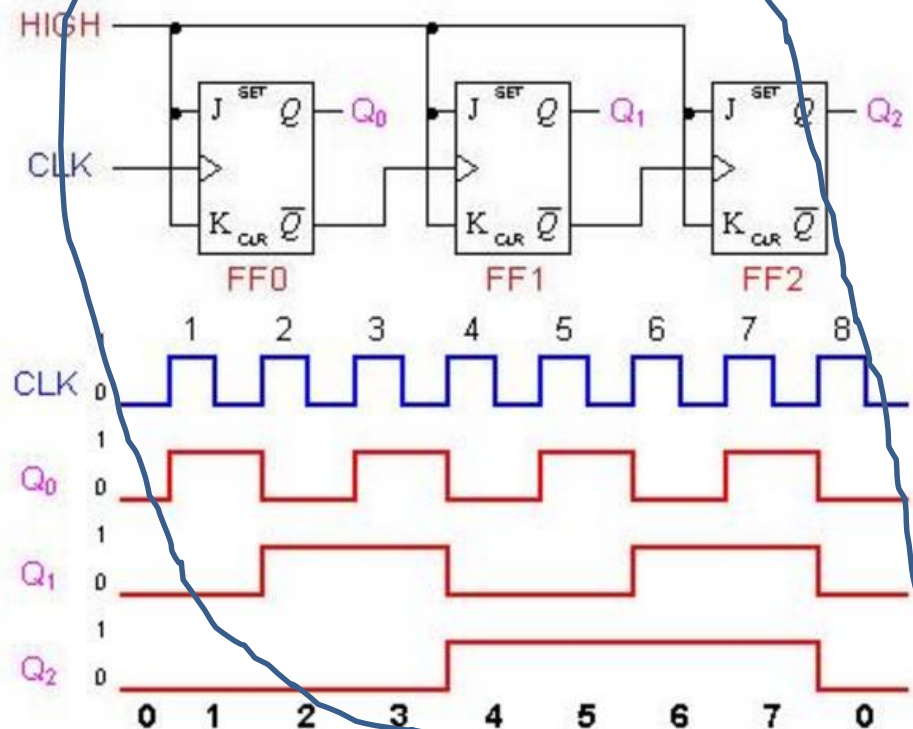 HIGH
J SET Q Q0 J SET Q Q1 J SET Q Q2
CLK
K CLR Q̅ K CLR Q̅ K CLR Q̅
FF0 FF1 FF2
1 2 3 4 5 6 7 8
1
CLK 0
1
Q0 0
1
Q1 0
1
Q2 0
0 1 2 3 4 5 6 7 0